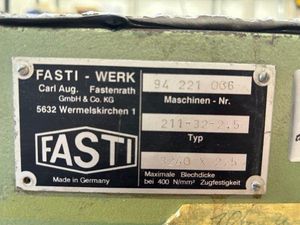 FASTI - WERK
Carl Aug. Fastenrath
GmbH & Co. KG
5632 Wermelskirchen 1
FASTI
Made in Germany
94 221 036
Maschinen - Nr.
211-32-2.5
Typ
3240 X 2.5
Maximale Blechdicke
bei 400 N/mm² Zugfestigkeit